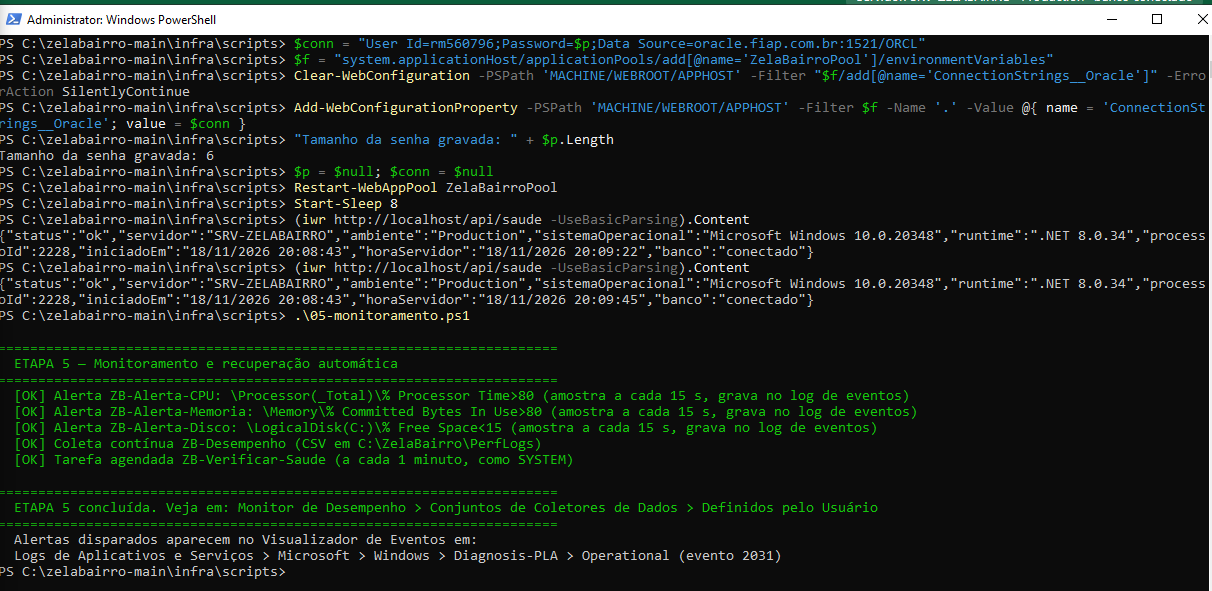 Administrator: Windows PowerShell
PS C:\zelabairro-main\infra\scripts> $conn = "User Id=rm560796;Password=$p;Data Source=oracle.fiap.com.br:1521/ORCL"
PS C:\zelabairro-main\infra\scripts> $f = "system.applicationHost/applicationPools/add[@name='ZelaBairroPool']/environmentVariables"
PS C:\zelabairro-main\infra\scripts> Clear-WebConfiguration -PSPath 'MACHINE/WEBROOT/APPHOST' -Filter "$f/add[@name='ConnectionStrings__Oracle']" -Erro
rAction SilentlyContinue
PS C:\zelabairro-main\infra\scripts> Add-WebConfigurationProperty -PSPath 'MACHINE/WEBROOT/APPHOST' -Filter $f -Name '.' -Value @{ name = 'ConnectionSt
rings__Oracle'; value = $conn }
PS C:\zelabairro-main\infra\scripts> "Tamanho da senha gravada: " + $p.Length
Tamanho da senha gravada: 6
PS C:\zelabairro-main\infra\scripts> $p = $null; $conn = $null
PS C:\zelabairro-main\infra\scripts> Restart-WebAppPool ZelaBairroPool
PS C:\zelabairro-main\infra\scripts> Start-Sleep 8
PS C:\zelabairro-main\infra\scripts> (iwr http://localhost/api/saude -UseBasicParsing).Content
{"status":"ok","servidor":"SRV-ZELABAIRRO","ambiente":"Production","sistemaOperacional":"Microsoft Windows 10.0.20348","runtime":".NET 8.0.34","process
oId":2228,"iniciadoEm":"18/11/2026 20:08:43","horaServidor":"18/11/2026 20:09:22","banco":"conectado"}
PS C:\zelabairro-main\infra\scripts> (iwr http://localhost/api/saude -UseBasicParsing).Content
{"status":"ok","servidor":"SRV-ZELABAIRRO","ambiente":"Production","sistemaOperacional":"Microsoft Windows 10.0.20348","runtime":".NET 8.0.34","process
oId":2228,"iniciadoEm":"18/11/2026 20:08:43","horaServidor":"18/11/2026 20:09:45","banco":"conectado"}
PS C:\zelabairro-main\infra\scripts> .\05-monitoramento.ps1
======================================================================
ETAPA 5 — Monitoramento e recuperação automática
======================================================================
[OK] Alerta ZB-Alerta-CPU: \Processor(_Total)\% Processor Time>80 (amostra a cada 15 s, grava no log de eventos)
[OK] Alerta ZB-Alerta-Memoria: \Memory\% Committed Bytes In Use>80 (amostra a cada 15 s, grava no log de eventos)
[OK] Alerta ZB-Alerta-Disco: \LogicalDisk(C:)\% Free Space<15 (amostra a cada 15 s, grava no log de eventos)
[OK] Coleta contínua ZB-Desempenho (CSV em C:\ZelaBairro\PerfLogs)
[OK] Tarefa agendada ZB-Verificar-Saude (a cada 1 minuto, como SYSTEM)
======================================================================
ETAPA 5 concluída. Veja em: Monitor de Desempenho > Conjuntos de Coletores de Dados > Definidos pelo Usuário
======================================================================
Alertas disparados aparecem no Visualizador de Eventos em:
Logs de Aplicativos e Serviços > Microsoft > Windows > Diagnosis-PLA > Operational (evento 2031)
PS C:\zelabairro-main\infra\scripts>